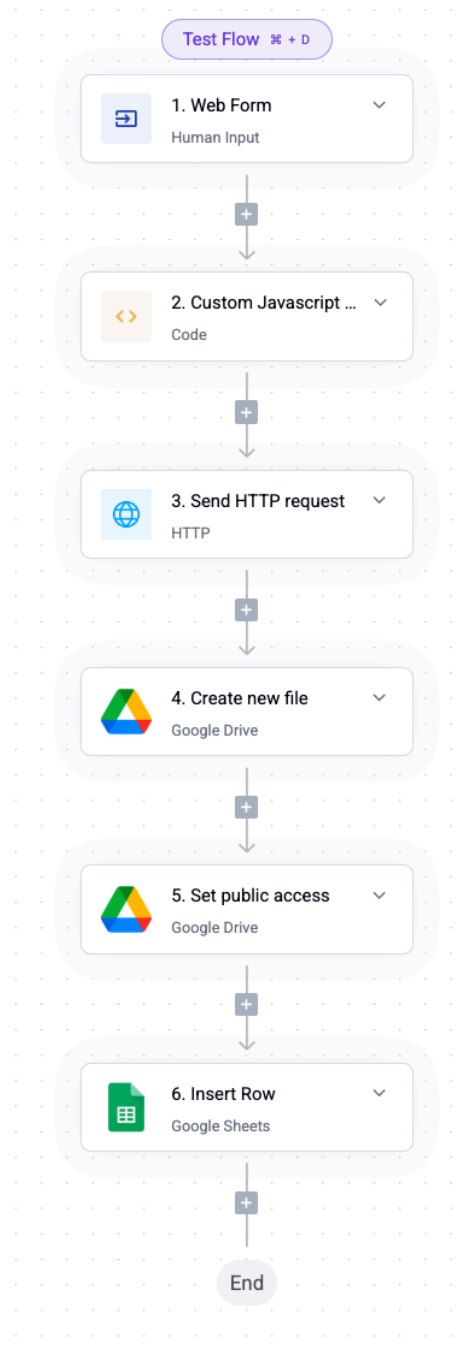 Test Flow ⌘ + D
1. Web Form
Human Input
2. Custom Javascript ...
Code
3. Send HTTP request
HTTP
4. Create new file
Google Drive
5. Set public access
Google Drive
6. Insert Row
Google Sheets
End